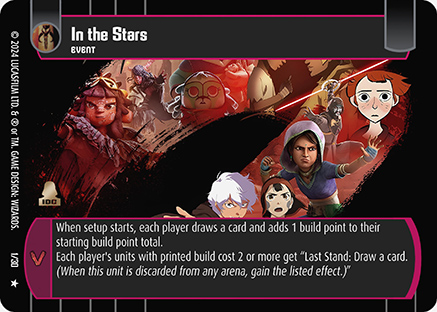 In the Stars
EVENT
© 2024 LUCASFILM LTD. & ® or TM. GAME DESIGN: WIZARDS.
100
When setup starts, each player draws a card and adds 1 build point to their
starting build point total.
Each player's units with printed build cost 2 or more get "Last Stand: Draw a card.
(When this unit is discarded from any arena, gain the listed effect.)"
V